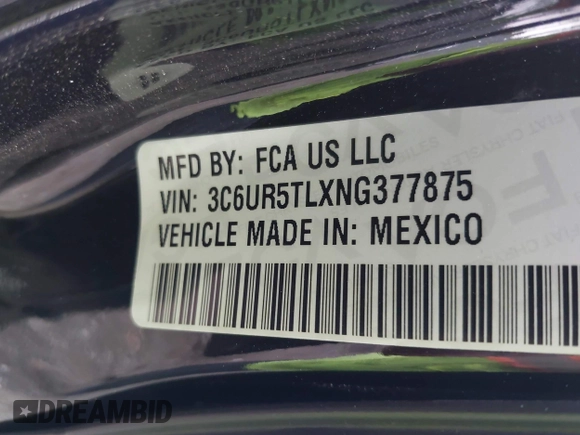 MFD BY: FCA US LLC
VIN: 3C6UR5TLXNG377875
VEHICLE MADE IN: MEXICO
DREAMBID